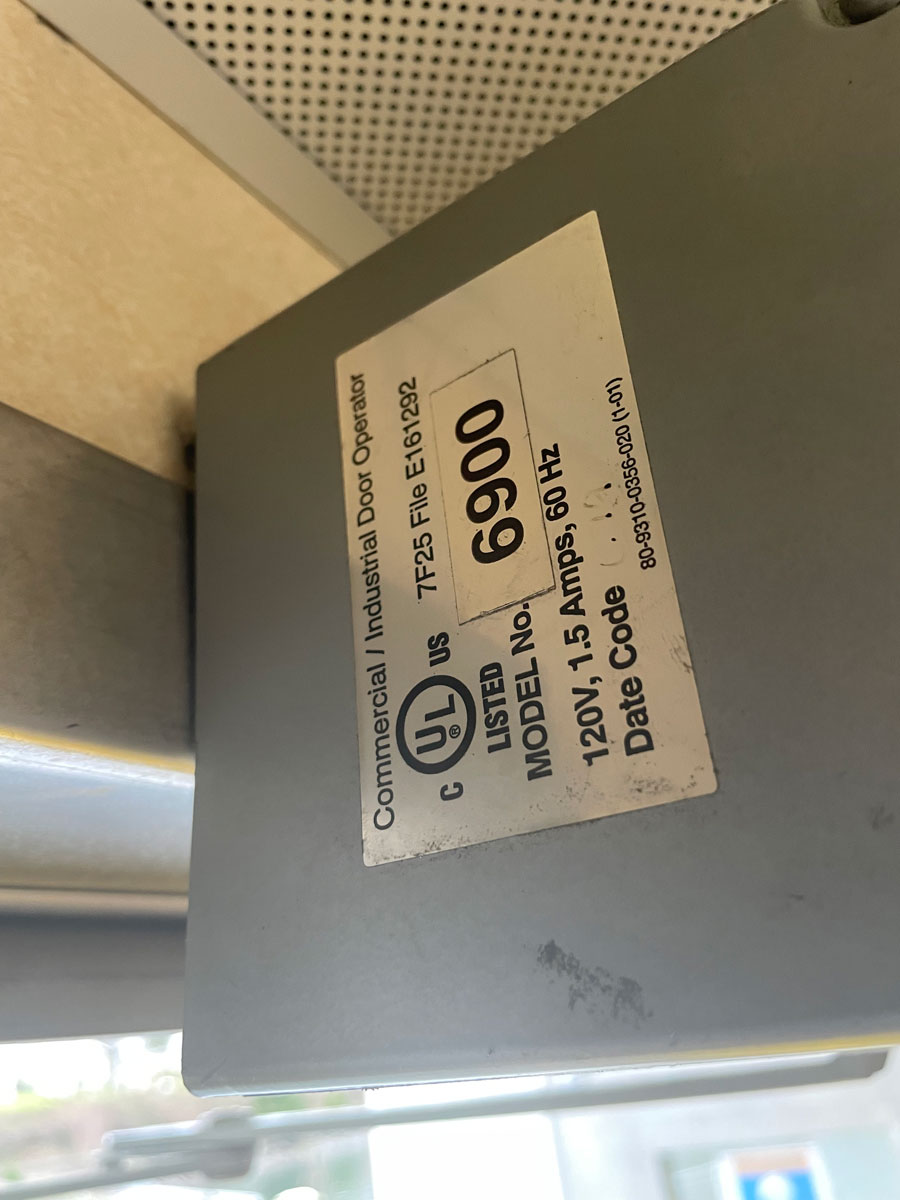 Commercial / Industrial Door Operator
C UL ® US 7F25 File E161292
LISTED
MODEL No. 6900
120V, 1.5 Amps, 60 Hz
Date Code
80-9310-0356-020 (1-01)